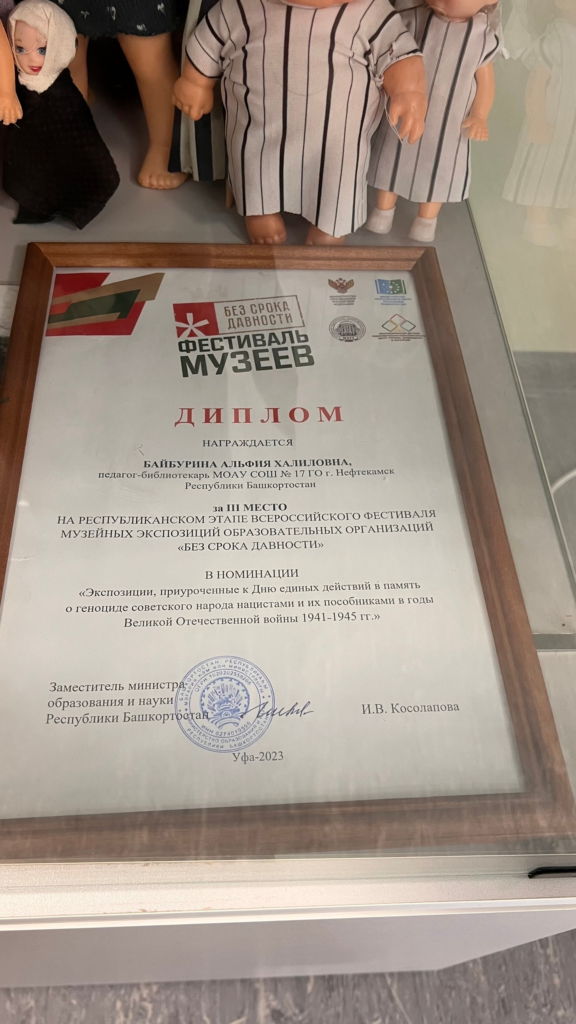 БЕЗ СРОКА
ДАВНОСТИ
ФЕСТИВАЛЬ
МУЗЕЕВ
ДИПЛОМ
НАГРАЖДАЕТСЯ
БАЙБУРИНА АЛЬФИЯ ХАЛИЛОВНА,
педагог-библиотекарь МОАУ СОШ № 17 ГО г. Нефтекамск
Республики Башкортостан
за III МЕСТО
НА РЕСПУБЛИКАНСКОМ ЭТАПЕ ВСЕРОССИЙСКОГО ФЕСТИВАЛЯ
МУЗЕЙНЫХ ЭКСПОЗИЦИЙ ОБРАЗОВАТЕЛЬНЫХ ОРГАНИЗАЦИЙ
«БЕЗ СРОКА ДАВНОСТИ»
В НОМИНАЦИИ
«Экспозиции, приуроченные к Дню единых действий в память
о геноциде советского народа нацистами и их пособниками в годы
Великой Отечественной войны 1941-1945 гг.»
Заместитель министра
образования и науки
Республики Башкортостан
И.В. Косолапова
Уфа-2023